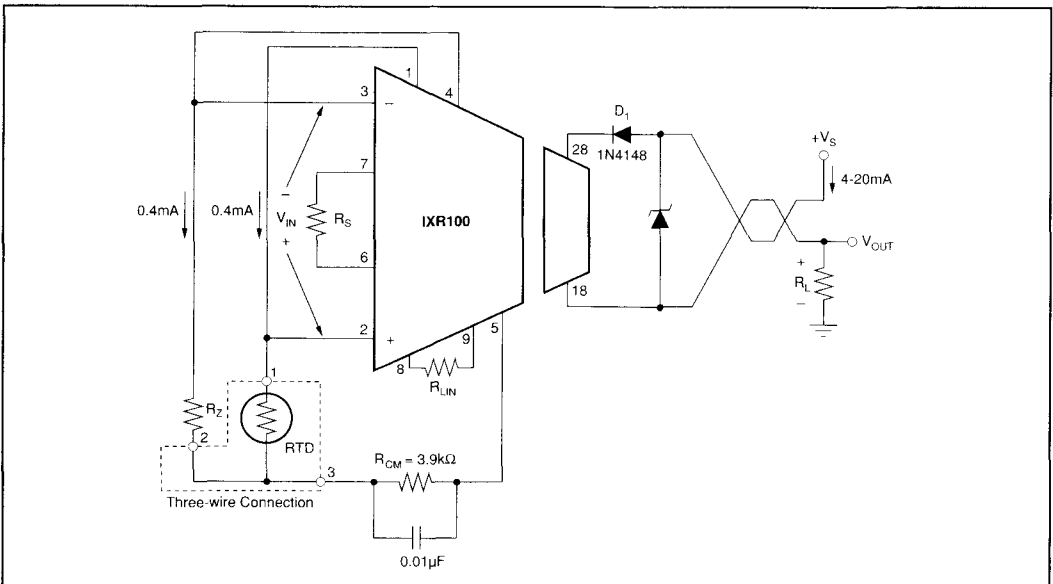 1
4
3
−
7
0.4mA
0.4mA
−
V_IN
+
R_S
IXR100
6
2
+
5
9
8
R_LIN
28
18
D₁
1N4148
+V_S
4-20mA
V_OUT
+
R_L
−
1
R_Z
2
RTD
3
Three-wire Connection
R_CM = 3.9kΩ
0.01µF